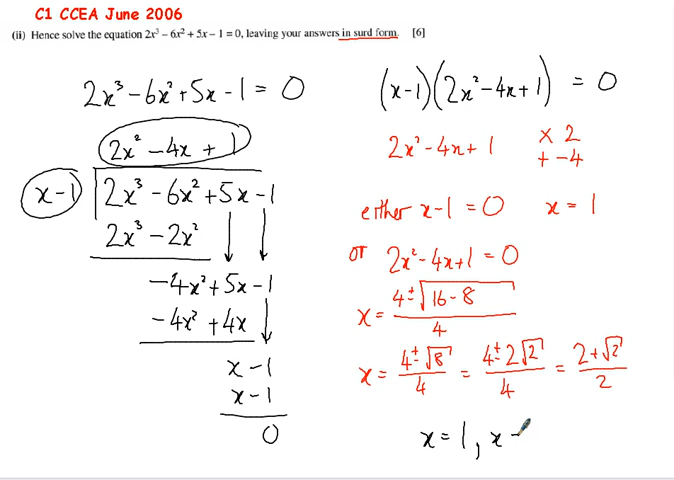 C1 CCEA June 2006
(ii) Hence solve the equation 2x³ − 6x² + 5x − 1 = 0, leaving your answers in surd form. [6]
2x³ - 6x² + 5x - 1 = 0
2x² - 4x + 1
x-1 2x³ - 6x² + 5x - 1
2x³ - 2x²
-4x² + 5x - 1
-4x² + 4x
x - 1
x - 1
0
(x-1)(2x² - 4x + 1) = 0
2x² - 4x + 1 × 2
+ -4
either x - 1 = 0 x = 1
or 2x² - 4x + 1 = 0
x = (4 ± √(16 - 8))/4
x = (4 ± √8)/4 = (4 ± 2√2)/4 = (2 + √2)/2
x = 1, x -